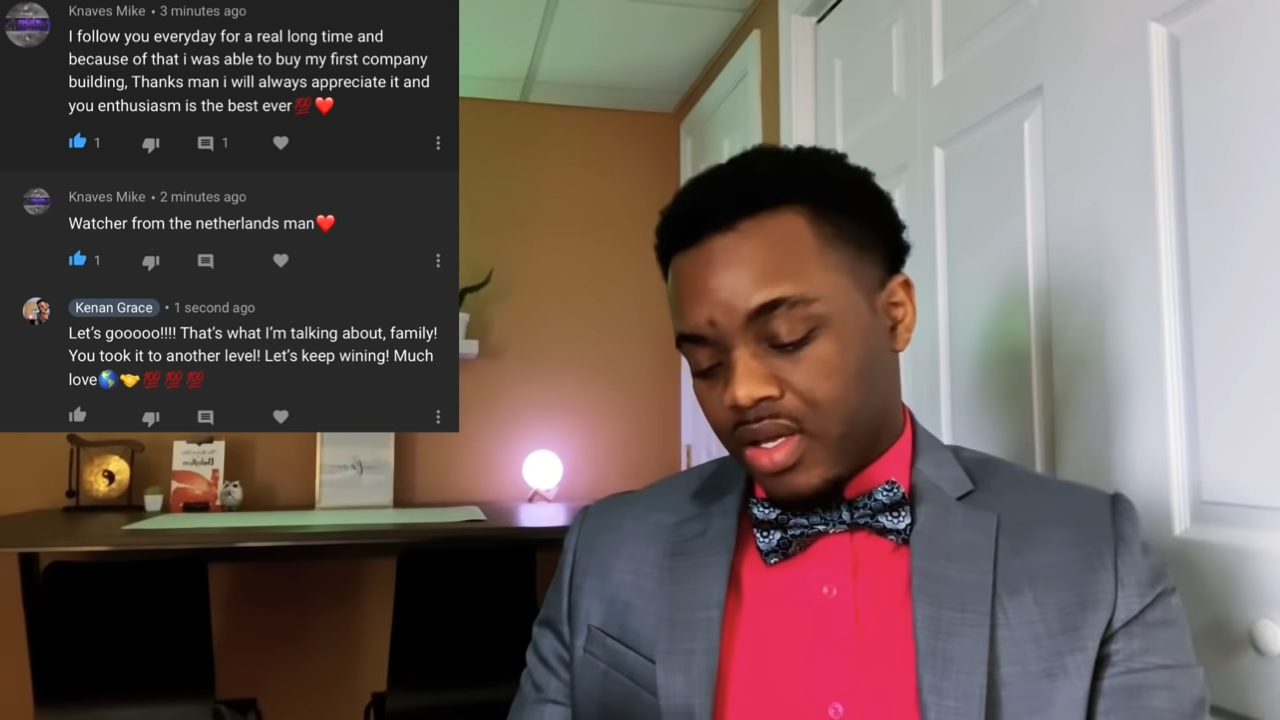 Knaves Mike • 3 minutes ago
I follow you everyday for a real long time and
because of that i was able to buy my first company
building, Thanks man i will always appreciate it and
you enthusiasm is the best ever💯❤️
1
1
Knaves Mike • 2 minutes ago
Watcher from the netherlands man❤️
1
Kenan Grace • 1 second ago
Let's gooooo!!!! That's what I'm talking about, family!
You took it to another level! Let's keep wining! Much
love🌎🤝💯💯💯